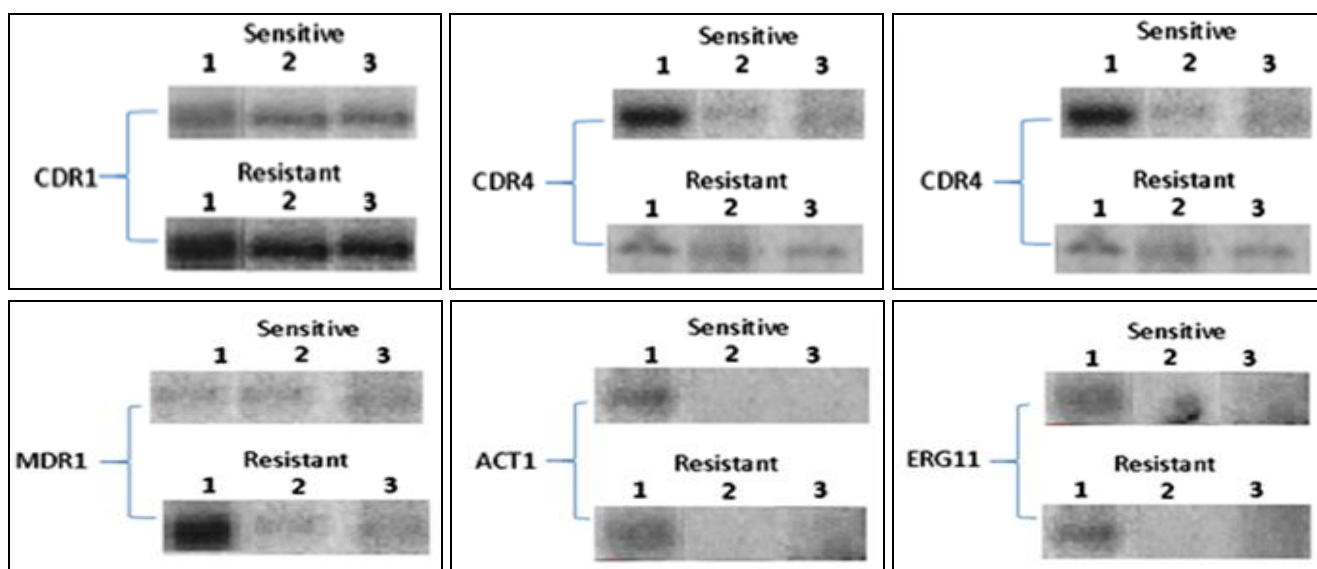 Sensitive
1 2 3
CDR1
Resistant
1 2 3
Sensitive
1 2 3
CDR4
Resistant
1 2 3
Sensitive
1 2 3
CDR4
Resistant
1 2 3
Sensitive
1 2 3
MDR1
Resistant
1 2 3
Sensitive
1 2 3
ACT1
Resistant
1 2 3
Sensitive
1 2 3
ERG11
Resistant
1 2 3